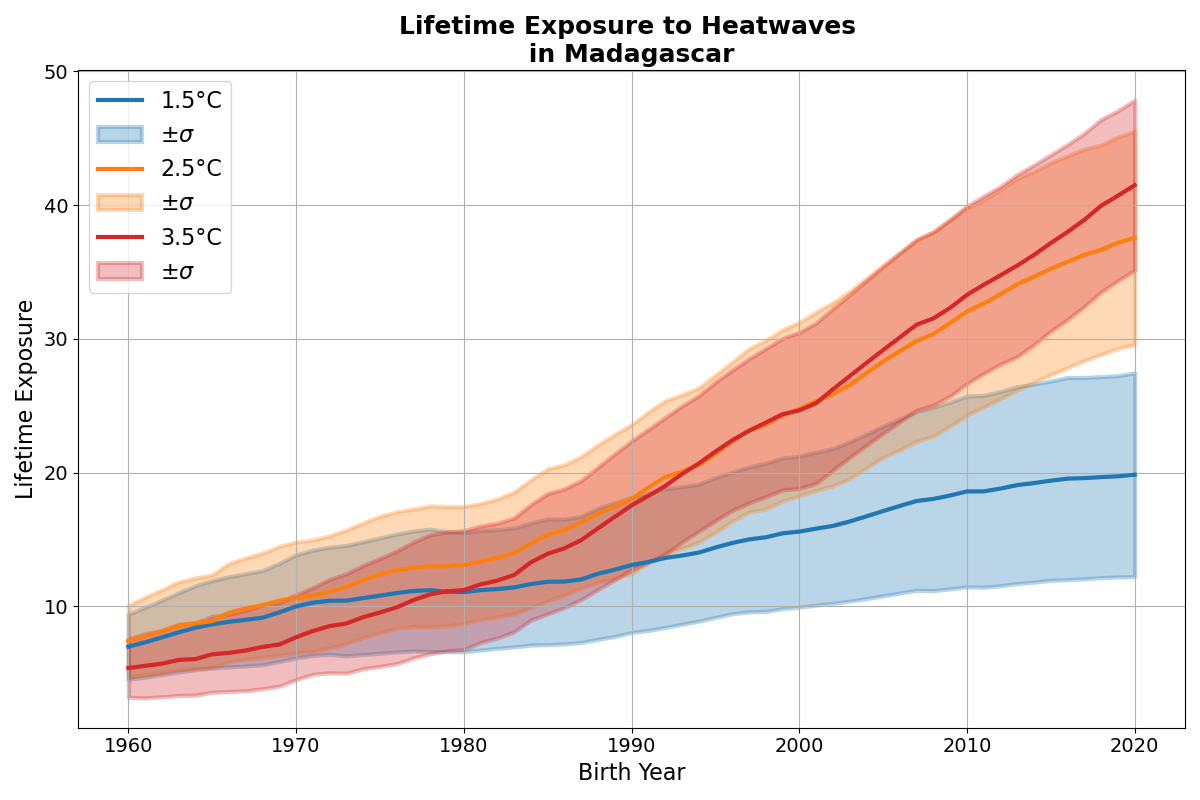 Lifetime Exposure to Heatwaves
in Madagascar
50
40
30
20
10
Lifetime Exposure
1.5°C
±σ
2.5°C
±σ
3.5°C
±σ
1960 1970 1980 1990 2000 2010 2020
Birth Year